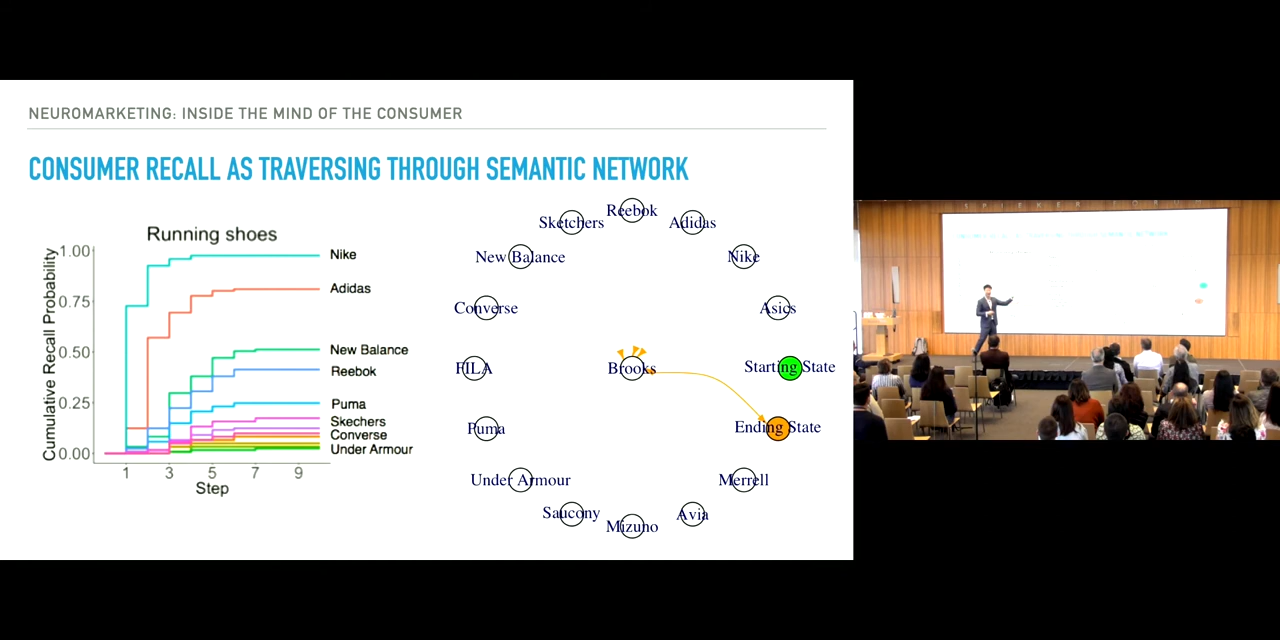 NEUROMARKETING: INSIDE THE MIND OF THE CONSUMER
CONSUMER RECALL AS TRAVERSING THROUGH SEMANTIC NETWORK
Running shoes
Cumulative Recall Probability
1.00
0.75
0.50
0.25
0.00
1 3 5 7 9
Step
Nike
Adidas
New Balance
Reebok
Puma
Skechers
Converse
Under Armour
Reebok
Sketchers
Adidas
New Balance
Nike
Converse
Asics
FILA
Brooks
Starting State
Puma
Ending State
Under Armour
Merrell
Saucony
Avia
Mizuno
SPIEKER FORUM